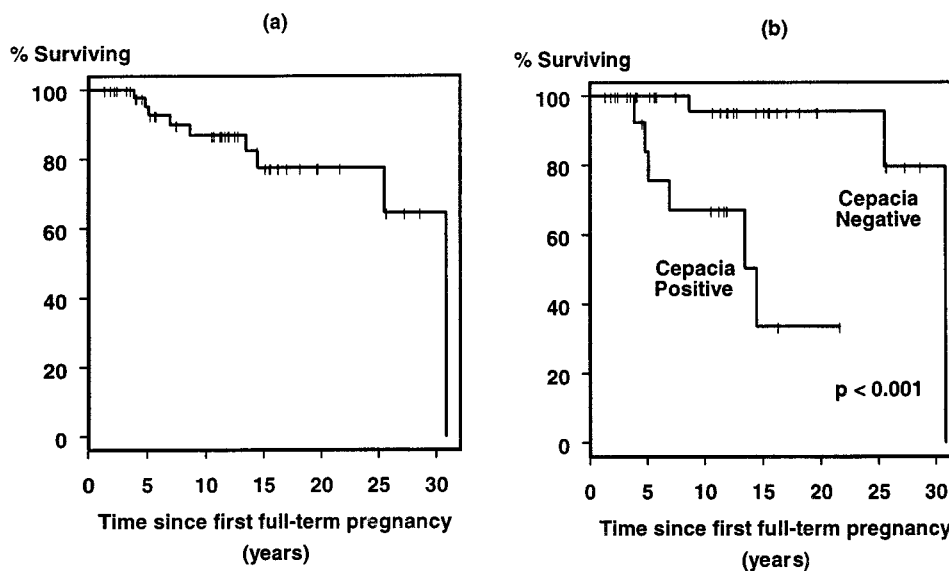 (a)
% Surviving
100
80
60
40
20
0
0 5 10 15 20 25 30
Time since first full-term pregnancy
(years)
(b)
% Surviving
100
80
60
40
20
0
Cepacia
Negative
Cepacia
Positive
p < 0.001
0 5 10 15 20 25 30
Time since first full-term pregnancy
(years)